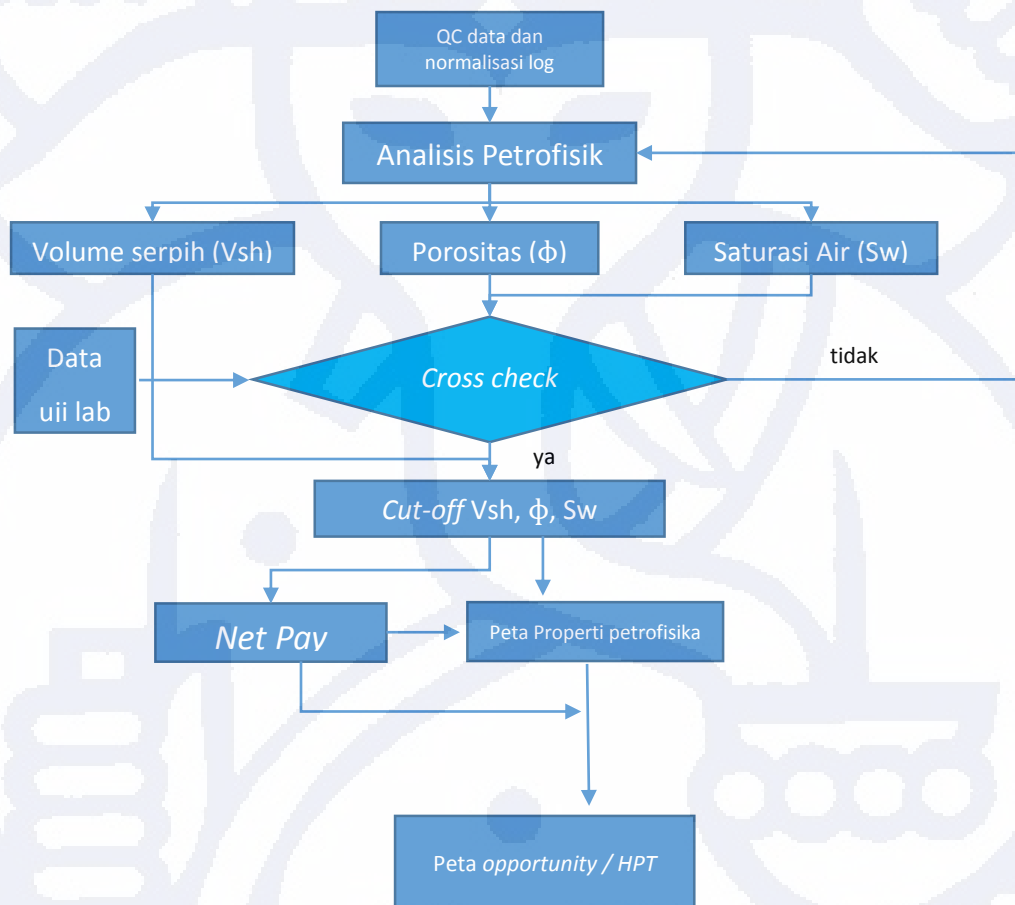 QC data dan
normalisasi log
Analisis Petrofisik
Volume serpih (Vsh)
Porositas (ϕ)
Saturasi Air (Sw)
Data
uji lab
Cross check
tidak
ya
Cut-off Vsh, ϕ, Sw
Net Pay
Peta Properti petrofisika
Peta opportunity / HPT